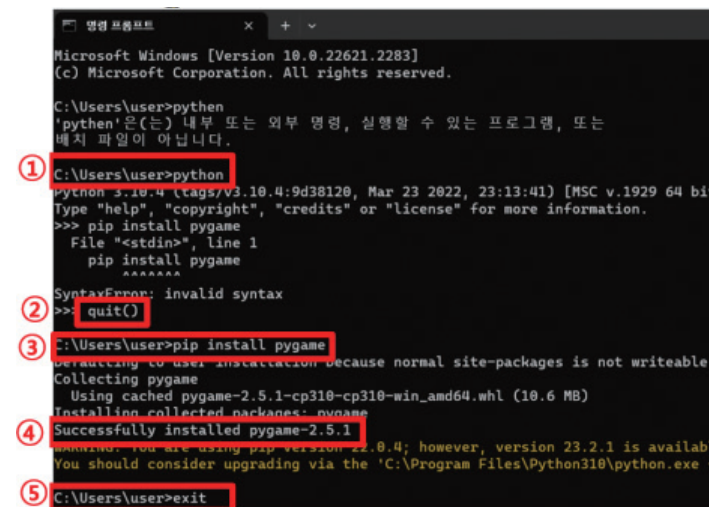 명령 프롬프트
Microsoft Windows [Version 10.0.22621.2283]
(c) Microsoft Corporation. All rights reserved.
C:\Users\user>pythen
'pythen'은(는) 내부 또는 외부 명령, 실행할 수 있는 프로그램, 또는
배치 파일이 아닙니다.
① C:\Users\user>python
Python 3.10.4 (tags/v3.10.4:9d38120, Mar 23 2022, 23:13:41) [MSC v.1929 64 bi
Type "help", "copyright", "credits" or "license" for more information.
>>> pip install pygame
File "<stdin>", line 1
pip install pygame
^^^^^^^
SyntaxError: invalid syntax
② >>> quit()
③ C:\Users\user>pip install pygame
Defaulting to user installation because normal site-packages is not writeable
Collecting pygame
Using cached pygame-2.5.1-cp310-cp310-win_amd64.whl (10.6 MB)
Installing collected packages: pygame
④ Successfully installed pygame-2.5.1
WARNING: You are using pip version 22.0.4; however, version 23.2.1 is availab
You should consider upgrading via the 'C:\Program Files\Python310\python.exe
⑤ C:\Users\user>exit